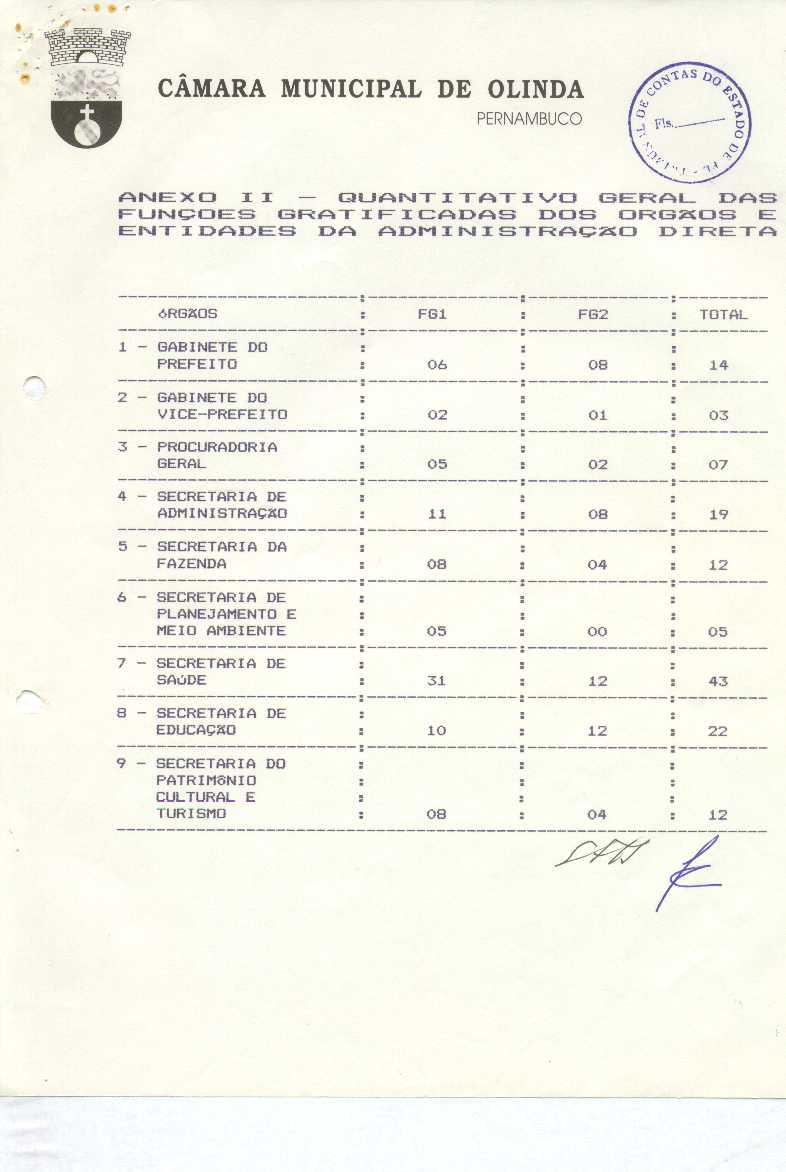 CÂMARA MUNICIPAL DE OLINDA
PERNAMBUCO
DE CONTAS DO ESTADO DE
Fls.
ANEXO II - QUANTITATIVO GERAL DAS
FUNÇOES GRATIFICADAS DOS ORGÃOS E
ENTIDADES DA ADMINISTRAÇÃO DIRETA
óRGÃOS : FG1 : FG2 : TOTAL
1 - GABINETE DO : : :
PREFEITO : 06 : 08 : 14
2 - GABINETE DO : : :
VICE-PREFEITO : 02 : 01 : 03
3 - PROCURADORIA : : :
GERAL : 05 : 02 : 07
4 - SECRETARIA DE : : :
ADMINISTRAÇÃO : 11 : 08 : 19
5 - SECRETARIA DA : : :
FAZENDA : 08 : 04 : 12
6 - SECRETARIA DE : : :
PLANEJAMENTO E : : :
MEIO AMBIENTE : 05 : 00 : 05
7 - SECRETARIA DE : : :
SAúDE : 31 : 12 : 43
8 - SECRETARIA DE : : :
EDUCAÇÃO : 10 : 12 : 22
9 - SECRETARIA DO : : :
PATRIMôNIO : : :
CULTURAL E : : :
TURISMO : 08 : 04 : 12